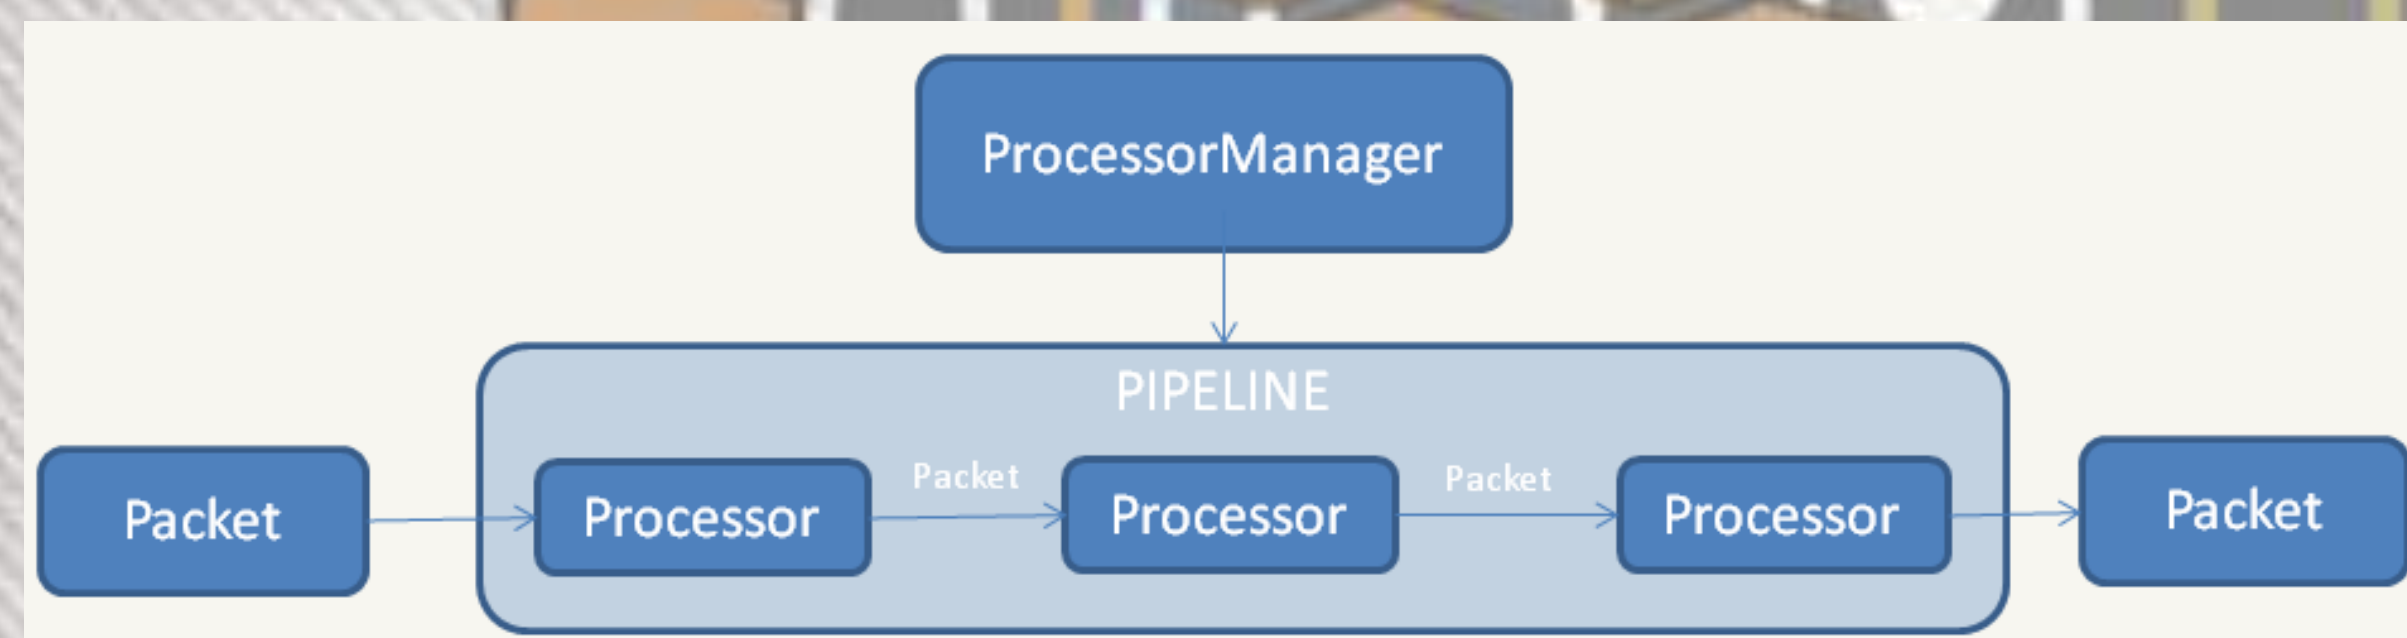 ProcessorManager
PIPELINE
Packet
Processor
Packet
Processor
Packet
Processor
Packet